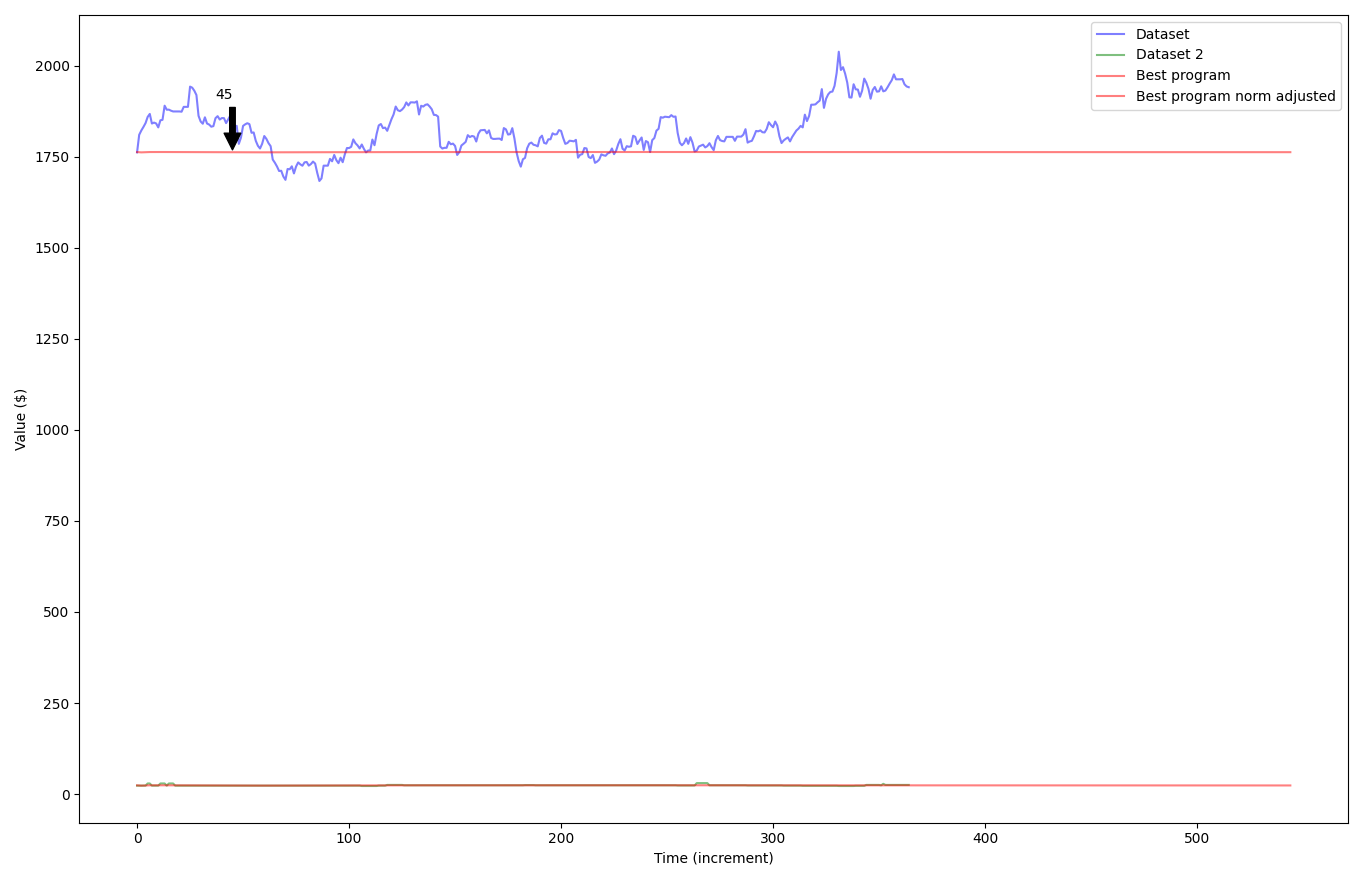 Dataset
Dataset 2
Best program
Best program norm adjusted
45
2000
1750
1500
1250
1000
750
500
250
0
Value ($)
0 100 200 300 400 500
Time (increment)